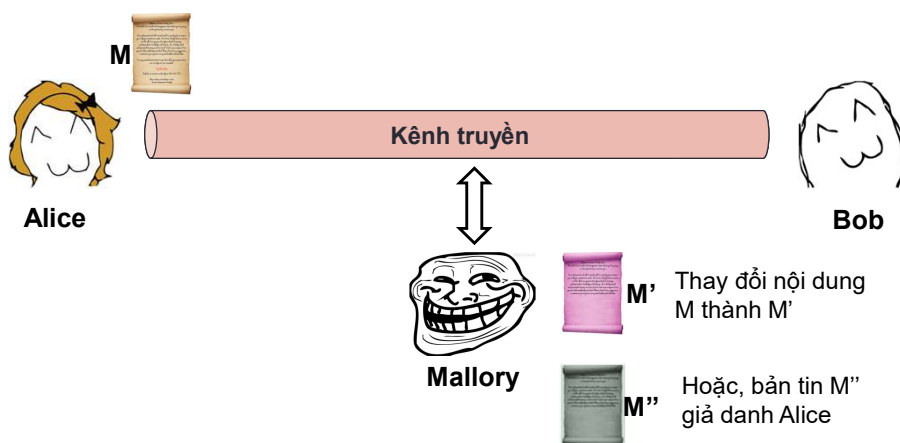 M
Kênh truyền
Alice
Bob
M’
Thay đổi nội dung
M thành M’
Mallory
M’’
Hoặc, bản tin M’’
giả danh Alice